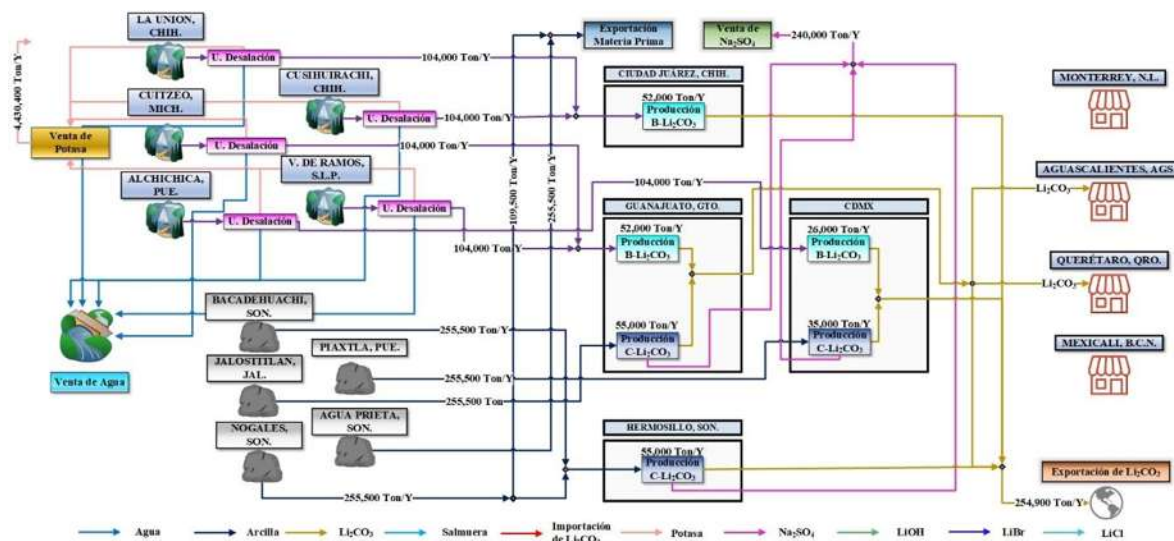 LA UNION,
CHIH.
U. Desalación
104,000 Ton/Y
4,430,400 Ton/Y
CUITZEO,
MICH.
U. Desalación
104,000 Ton/Y
CUSIHUIRACHI,
CHIH.
U. Desalación
104,000 Ton/Y
Venta de
Potasa
ALCHICHICA,
PUE.
U. Desalación
V. DE RAMOS,
S.L.P.
U. Desalación
104,000 Ton/Y
104,000 Ton/Y
Venta de Agua
BACADEHUACHI,
SON.
255,500 Ton/Y
JALOSTITLAN,
JAL.
255,500 Ton
PIAXTLA, PUE.
255,500 Ton/Y
NOGALES,
SON.
255,500 Ton/Y
AGUA PRIETA,
SON.
109,500 Ton/Y
255,500 Ton/Y
Exportación
Materia Prima
Venta de
Na₂SO₄
240,000 Ton/Y
CIUDAD JUÁREZ, CHIH.
52,000 Ton/Y
Producción
B-Li₂CO₃
GUANAJUATO, GTO.
52,000 Ton/Y
Producción
B-Li₂CO₃
55,000 Ton/Y
Producción
C-Li₂CO₃
CDMX
26,000 Ton/Y
Producción
B-Li₂CO₃
35,000 Ton/Y
Producción
C-Li₂CO₃
HERMOSILLO, SON.
55,000 Ton/Y
Producción
C-Li₂CO₃
MONTERREY, N.L.
AGUASCALIENTES, AGS
Li₂CO₃
QUERÉTARO, QRO.
Li₂CO₃
MEXICALI, B.C.N.
Exportación de Li₂CO₃
254,900 Ton/Y
Agua
Arcilla
Li₂CO₃
Salmuera
Importación
de Li₂CO₃
Potasa
Na₂SO₄
LiOH
LiBr
LiCl